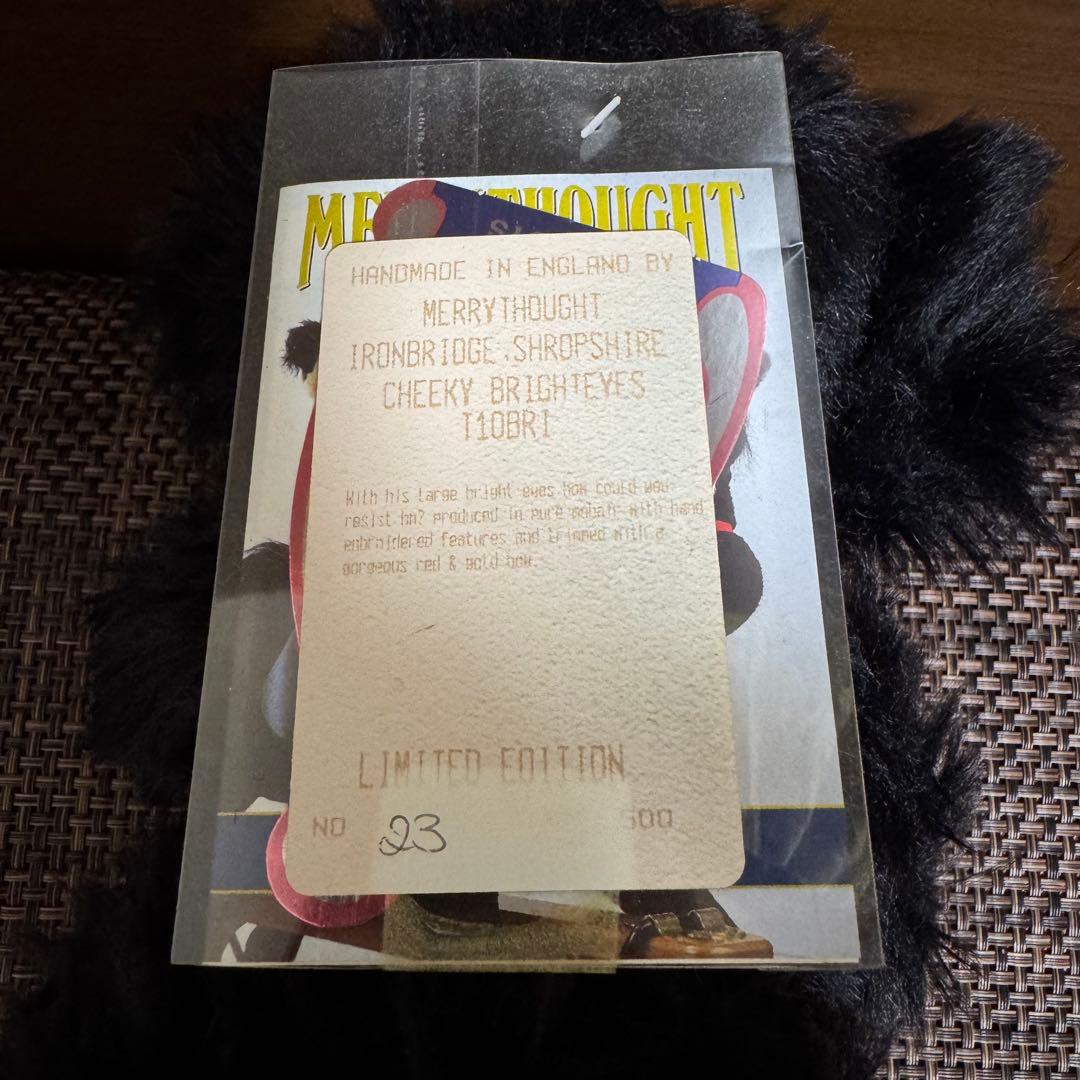 MERRYTHOUGHT
HANDMADE IN ENGLAND BY
MERRYTHOUGHT
IRONBRIDGE.SHROPSHIRE
CHEEKY BRIGHTEYES
T10BRI
With his large bright eyes how could you
resist hm? produced in pure mohair with hand
embroidered features and trimmed with a
gorgeous red & gold bow.
LIMITED EDITION
NO 23 500